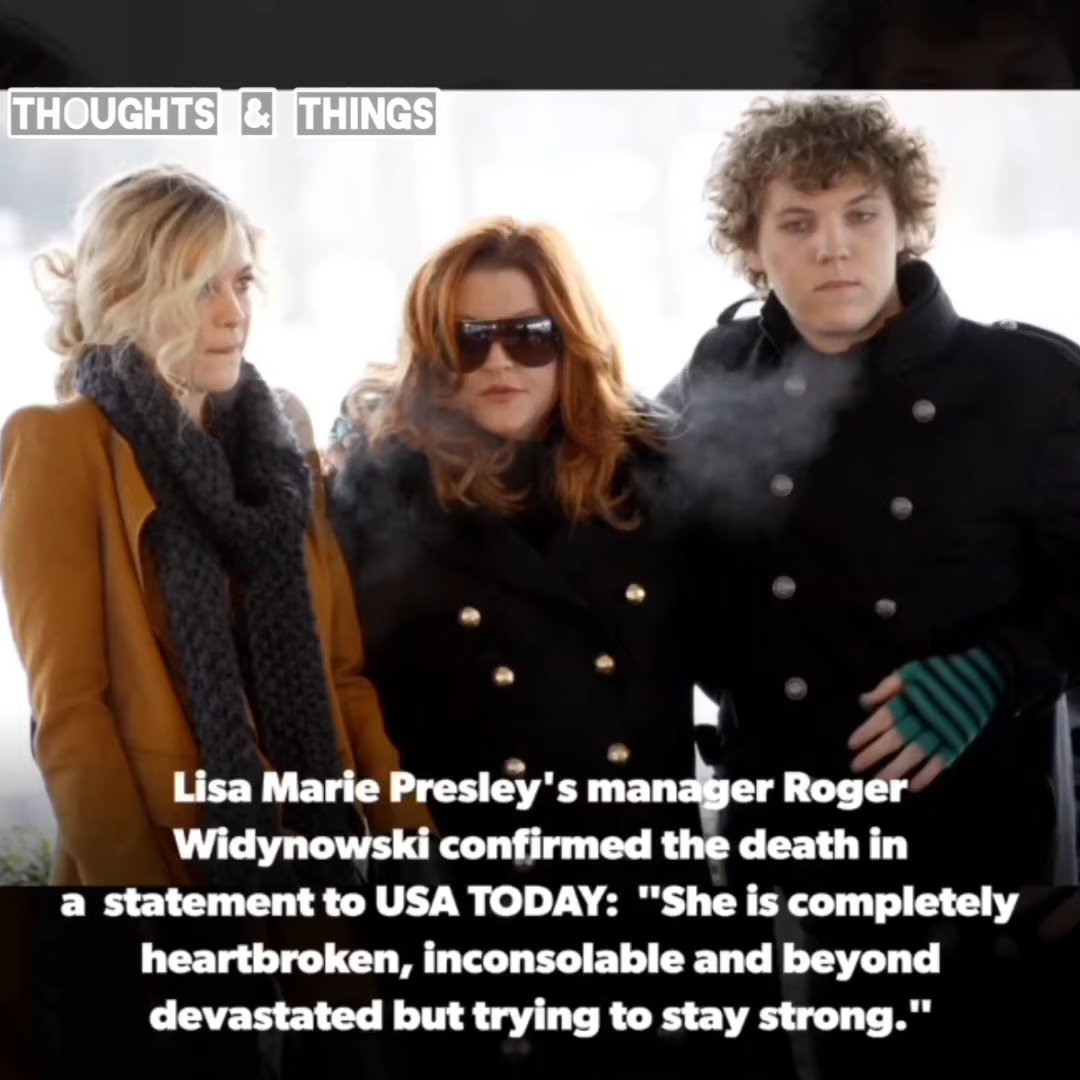 THOUGHTS & THINGS
Lisa Marie Presley's manager Roger
Widynowski confirmed the death in
a statement to USA TODAY: "She is completely
heartbroken, inconsolable and beyond
devastated but trying to stay strong."